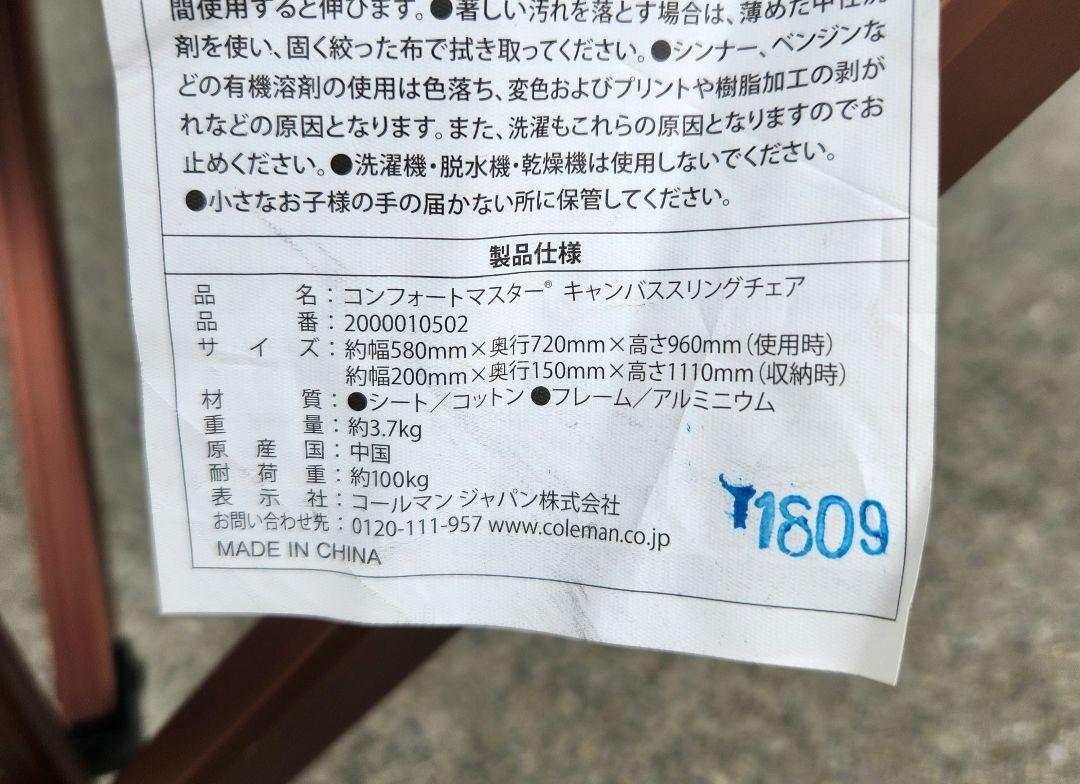 間使用すると伸びます。●著しい汚れを落とす場合は、薄めた中性洗
剤を使い、固く絞った布で拭き取ってください。●シンナー、ベンジンな
どの有機溶剤の使用は色落ち、変色およびプリントや樹脂加工の剥が
れなどの原因となります。また、洗濯もこれらの原因となりますのでお
止めください。●洗濯機・脱水機・乾燥機は使用しないでください。
●小さなお子様の手の届かない所に保管してください。
製品仕様
品名：コンフォートマスター® キャンバススリングチェア
品番：2000010502
サイズ：約幅580mm×奥行720mm×高さ960mm（使用時）
約幅200mm×奥行150mm×高さ1110mm（収納時）
材質：●シート／コットン ●フレーム／アルミニウム
重量：約3.7kg
原産国：中国
耐荷重：約100kg
表示社：コールマン ジャパン株式会社
お問い合わせ先：0120-111-957 www.coleman.co.jp
MADE IN CHINA
T1809